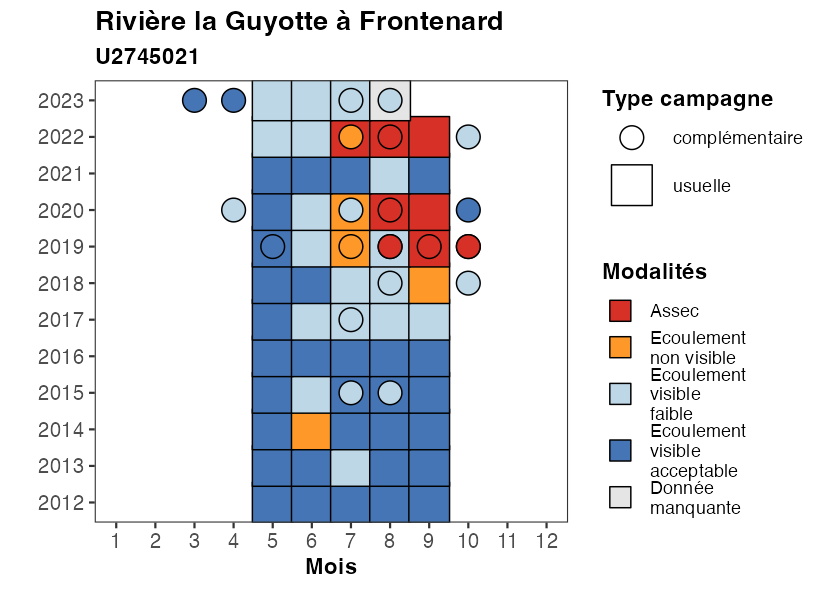 Rivière la Guyotte à Frontenard
U2745021
2023
2022
2021
2020
2019
2018
2017
2016
2015
2014
2013
2012
1 2 3 4 5 6 7 8 9 10 11 12
Mois
Type campagne
complémentaire
usuelle
Modalités
Assec
Ecoulement
non visible
Ecoulement
visible
faible
Ecoulement
visible
acceptable
Donnée
manquante